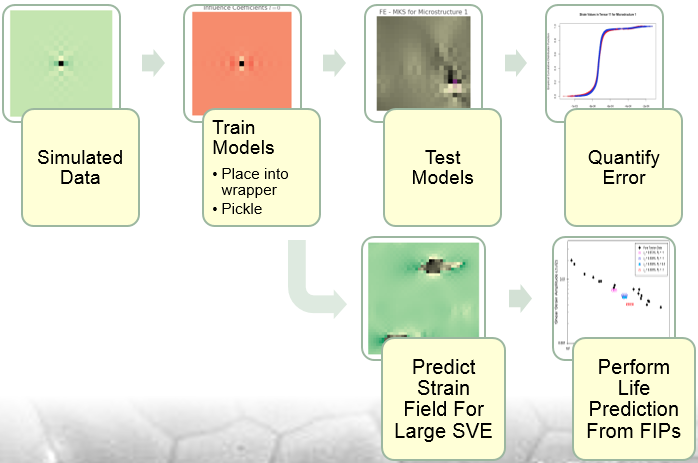 Influence Coefficients l=0
FE - MKS for Microstructure 1
Simulated
Data
Train
Models
• Place into
wrapper
• Pickle
Test
Models
Quantify
Error
Predict
Strain
Field For
Large SVE
Perform
Life
Prediction
From FIPs